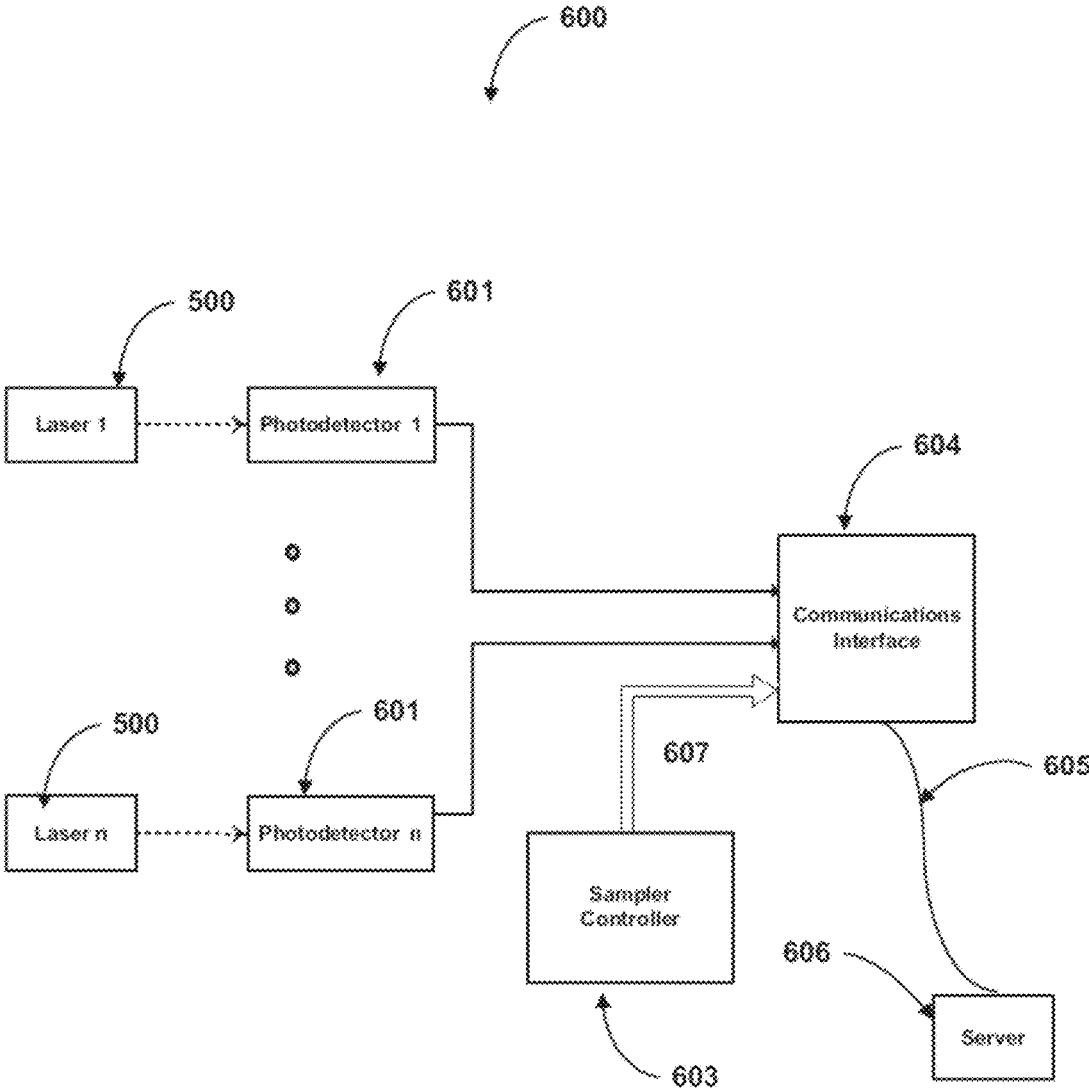 600
500
601
Laser 1
Photodetector 1
604
Communications
Interface
500
601
607
605
Laser n
Photodetector n
Sampler
Controller
606
Server
603